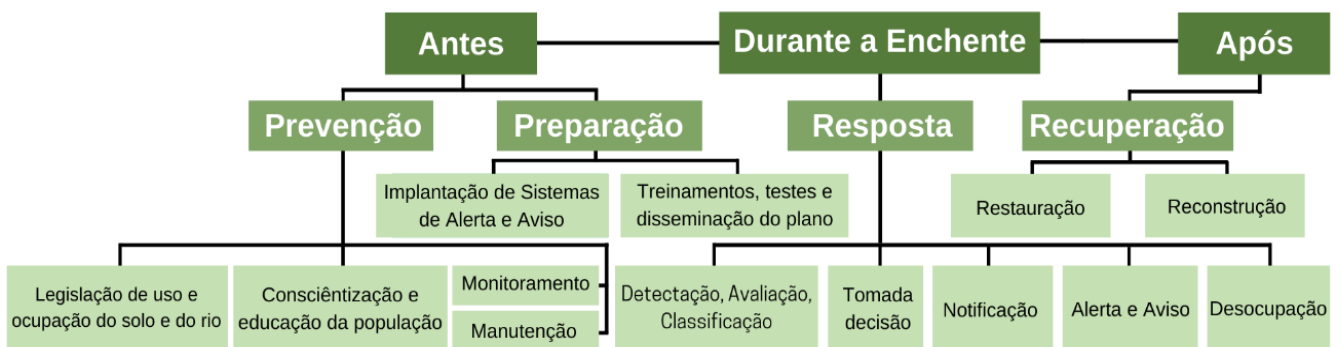 Antes
Durante a Enchente
Após
Prevenção
Preparação
Resposta
Recuperação
Implantação de Sistemas
de Alerta e Aviso
Treinamentos, testes e
disseminação do plano
Restauração
Reconstrução
Legislação de uso e
ocupação do solo e do rio
Consciêntização e
educação da população
Monitoramento
Manutenção
Detectação, Avaliação,
Classificação
Tomada
decisão
Notificação
Alerta e Aviso
Desocupação